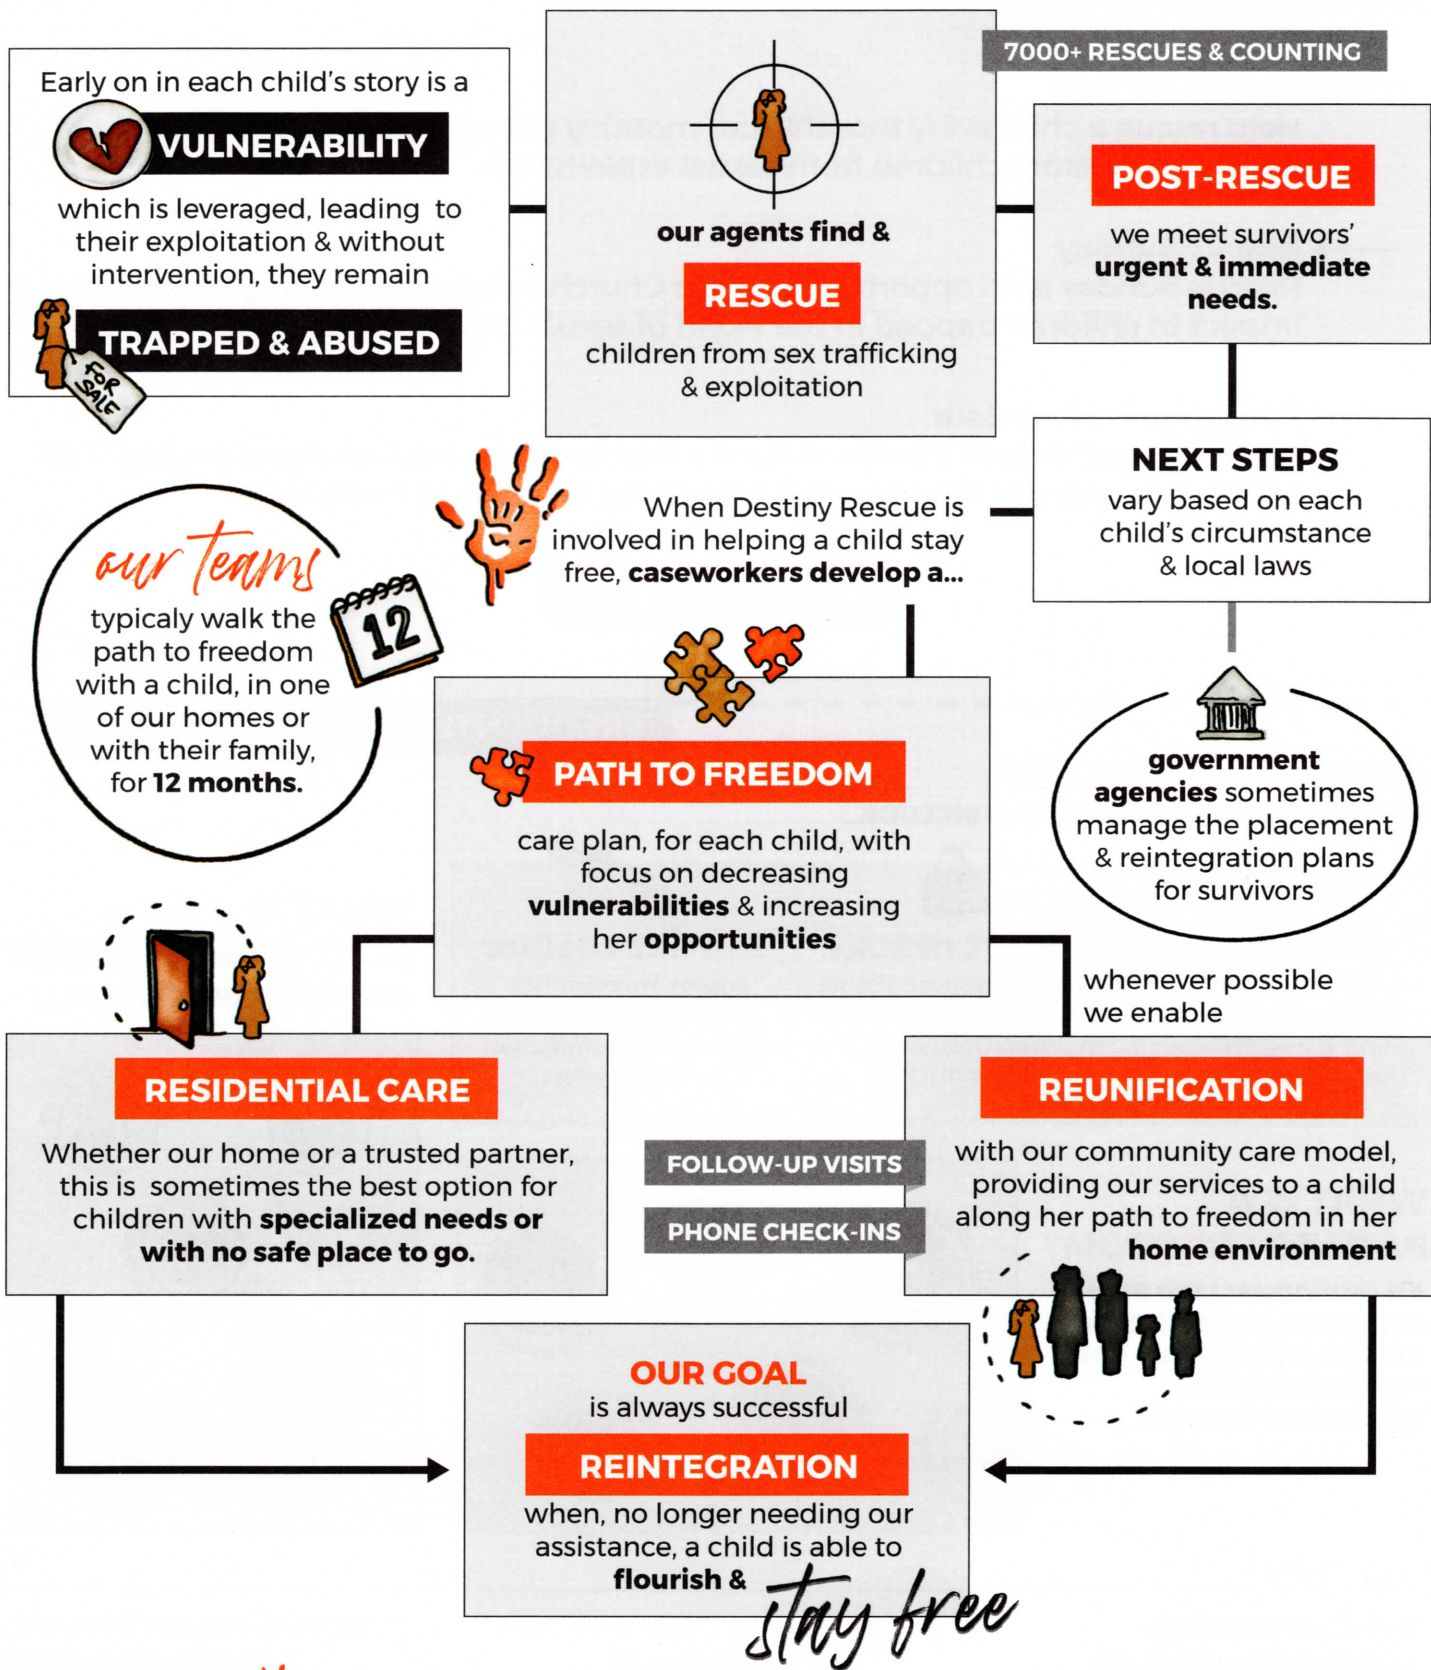 Early on in each child's story is a
VULNERABILITY
which is leveraged, leading to
their exploitation & without
intervention, they remain
TRAPPED & ABUSED
FOR
SALE
our agents find &
RESCUE
children from sex trafficking
& exploitation
7000+ RESCUES & COUNTING
POST-RESCUE
we meet survivors'
urgent & immediate
needs.
NEXT STEPS
vary based on each
child's circumstance
& local laws
When Destiny Rescue is
involved in helping a child stay
free, caseworkers develop a...
our teams
typicaly walk the
path to freedom
with a child, in one
of our homes or
with their family,
for 12 months.
12
government
agencies sometimes
manage the placement
& reintegration plans
for survivors
PATH TO FREEDOM
care plan, for each child, with
focus on decreasing
vulnerabilities & increasing
her opportunities
whenever possible
we enable
RESIDENTIAL CARE
Whether our home or a trusted partner,
this is sometimes the best option for
children with specialized needs or
with no safe place to go.
REUNIFICATION
with our community care model,
providing our services to a child
along her path to freedom in her
home environment
FOLLOW-UP VISITS
PHONE CHECK-INS
OUR GOAL
is always successful
REINTEGRATION
when, no longer needing our
assistance, a child is able to
flourish &
stay free